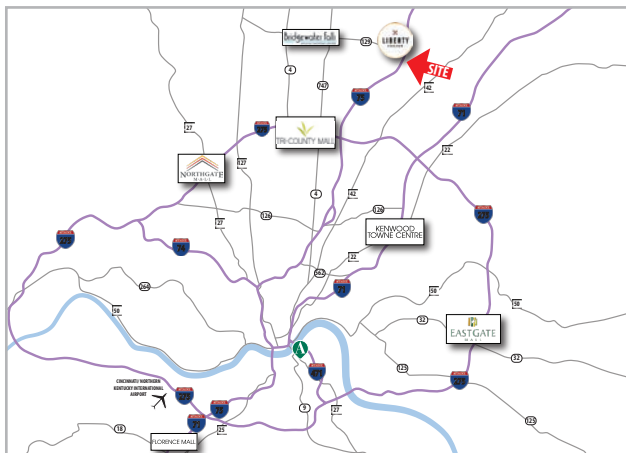 Bridgewater Falls
129
LIBERTY
SITE
4
747
75
42
71
27
275
TRI-COUNTY MALL
22
NORTHGATE
MALL
127
4
42
27
126
126
275
KENWOOD
TOWNE CENTRE
275
74
22
562
71
264
50
50
50
32
EASTGATE
MALL
32
A
125
471
275
CINCINNATI/ NORTHERN
KENTUCKY INTERNATIONAL
AIRPORT
275
9
27
125
18
25
FLORENCE MALL